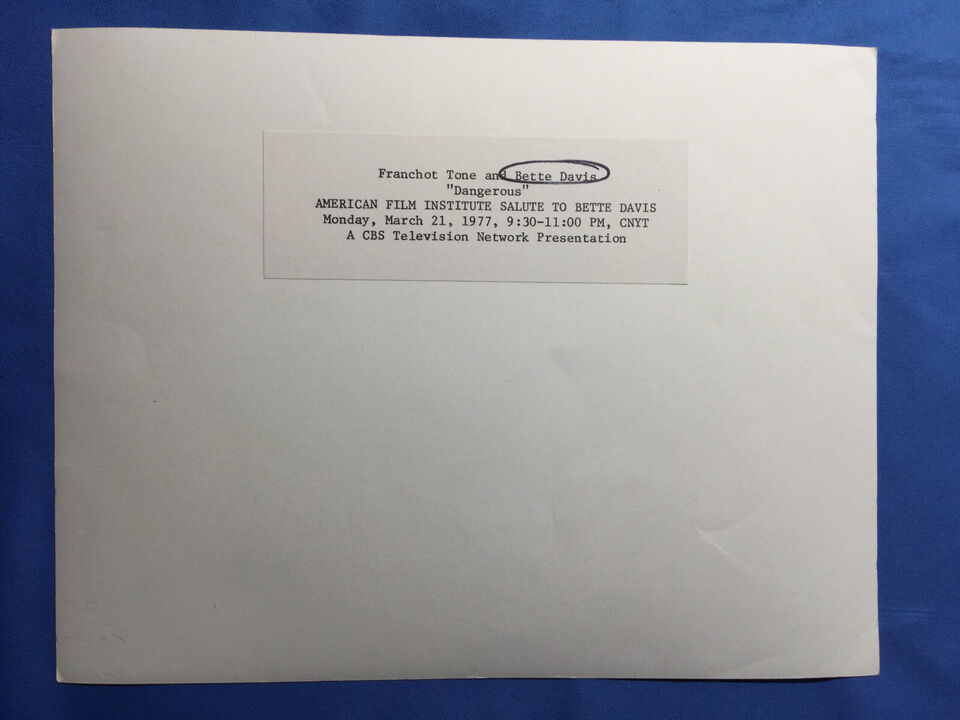 Franchot Tone and Bette Davis
"Dangerous"
AMERICAN FILM INSTITUTE SALUTE TO BETTE DAVIS
Monday, March 21, 1977, 9:30-11:00 PM, CNYT
A CBS Television Network Presentation